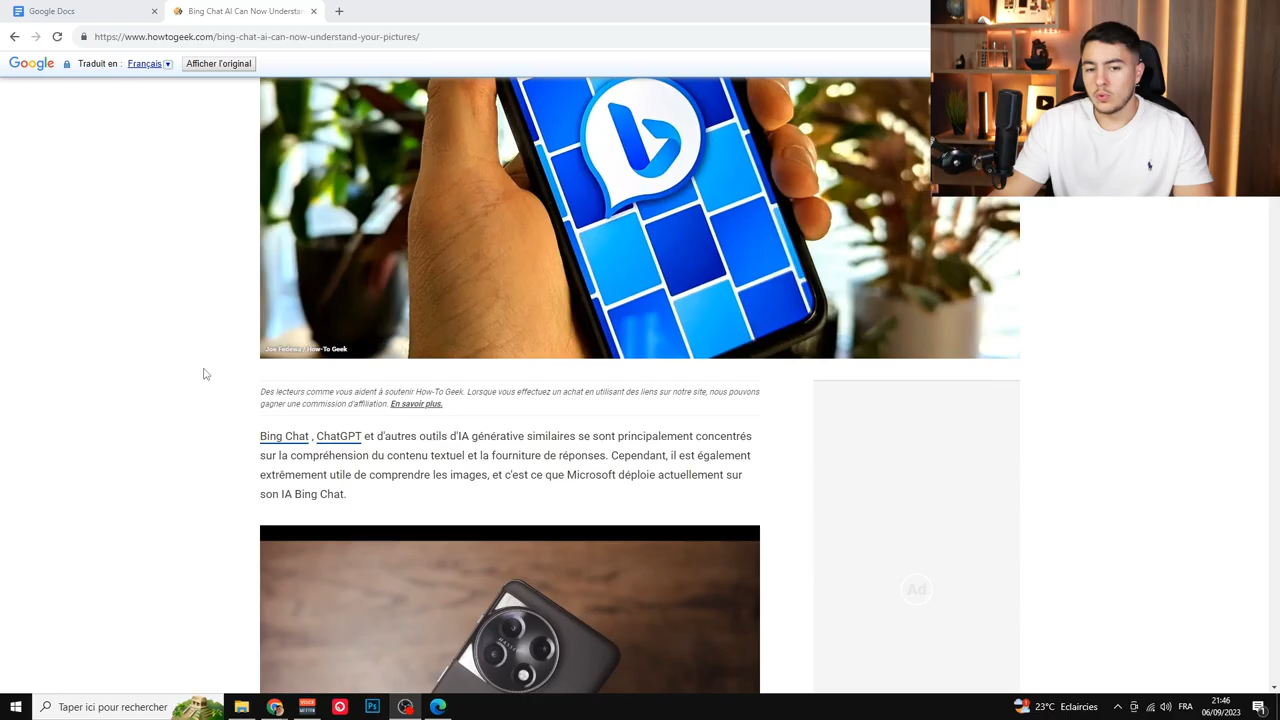 Google Docs
Bing Chat AI Can Now Understan
https://www.howtogeek.com/bing-chat-ai-can-now-understand-your-pictures/
Google
Traduit en :
Français
Afficher l'original
Joe Fedewa / How-To Geek
Des lecteurs comme vous aident à soutenir How-To Geek. Lorsque vous effectuez un achat en utilisant des liens sur notre site, nous pouvons
gagner une commission d'affiliation. En savoir plus.
Bing Chat , ChatGPT et d'autres outils d'IA générative similaires se sont principalement concentrés
sur la compréhension du contenu textuel et la fourniture de réponses. Cependant, il est également
extrêmement utile de comprendre les images, et c'est ce que Microsoft déploie actuellement sur
son IA Bing Chat.
Ad
Taper ici pour rechercher
Ps
23°C Eclaircies
FRA
21:46
06/09/2023